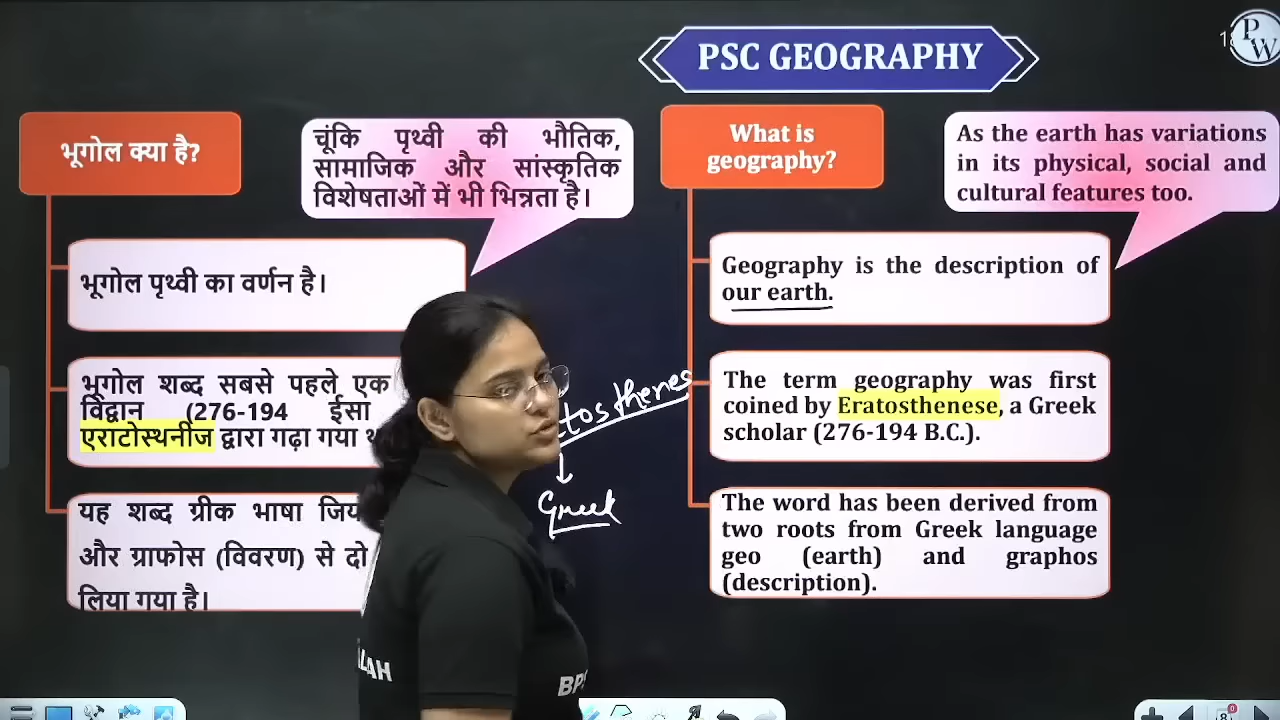 PSC GEOGRAPHY
PW
भूगोल क्या है?
चूंकि पृथ्वी की भौतिक,
सामाजिक और सांस्कृतिक
विशेषताओं में भी भिन्नता है।
भूगोल पृथ्वी का वर्णन है।
भूगोल शब्द सबसे पहले एक
विद्वान (276-194 ईसा
एराटोस्थनीज द्वारा गढ़ा गया
यह शब्द ग्रीक भाषा
और ग्राफोस (विवरण) से दो
लिया गया है।
tosthenes
Greek
What is
geography?
As the earth has variations
in its physical, social and
cultural features too.
Geography is the description of
our earth.
The term geography was first
coined by Eratosthenese, a Greek
scholar (276-194 B.C.).
The word has been derived from
two roots from Greek language
geo (earth) and graphos
(description).
LAH
BP
8